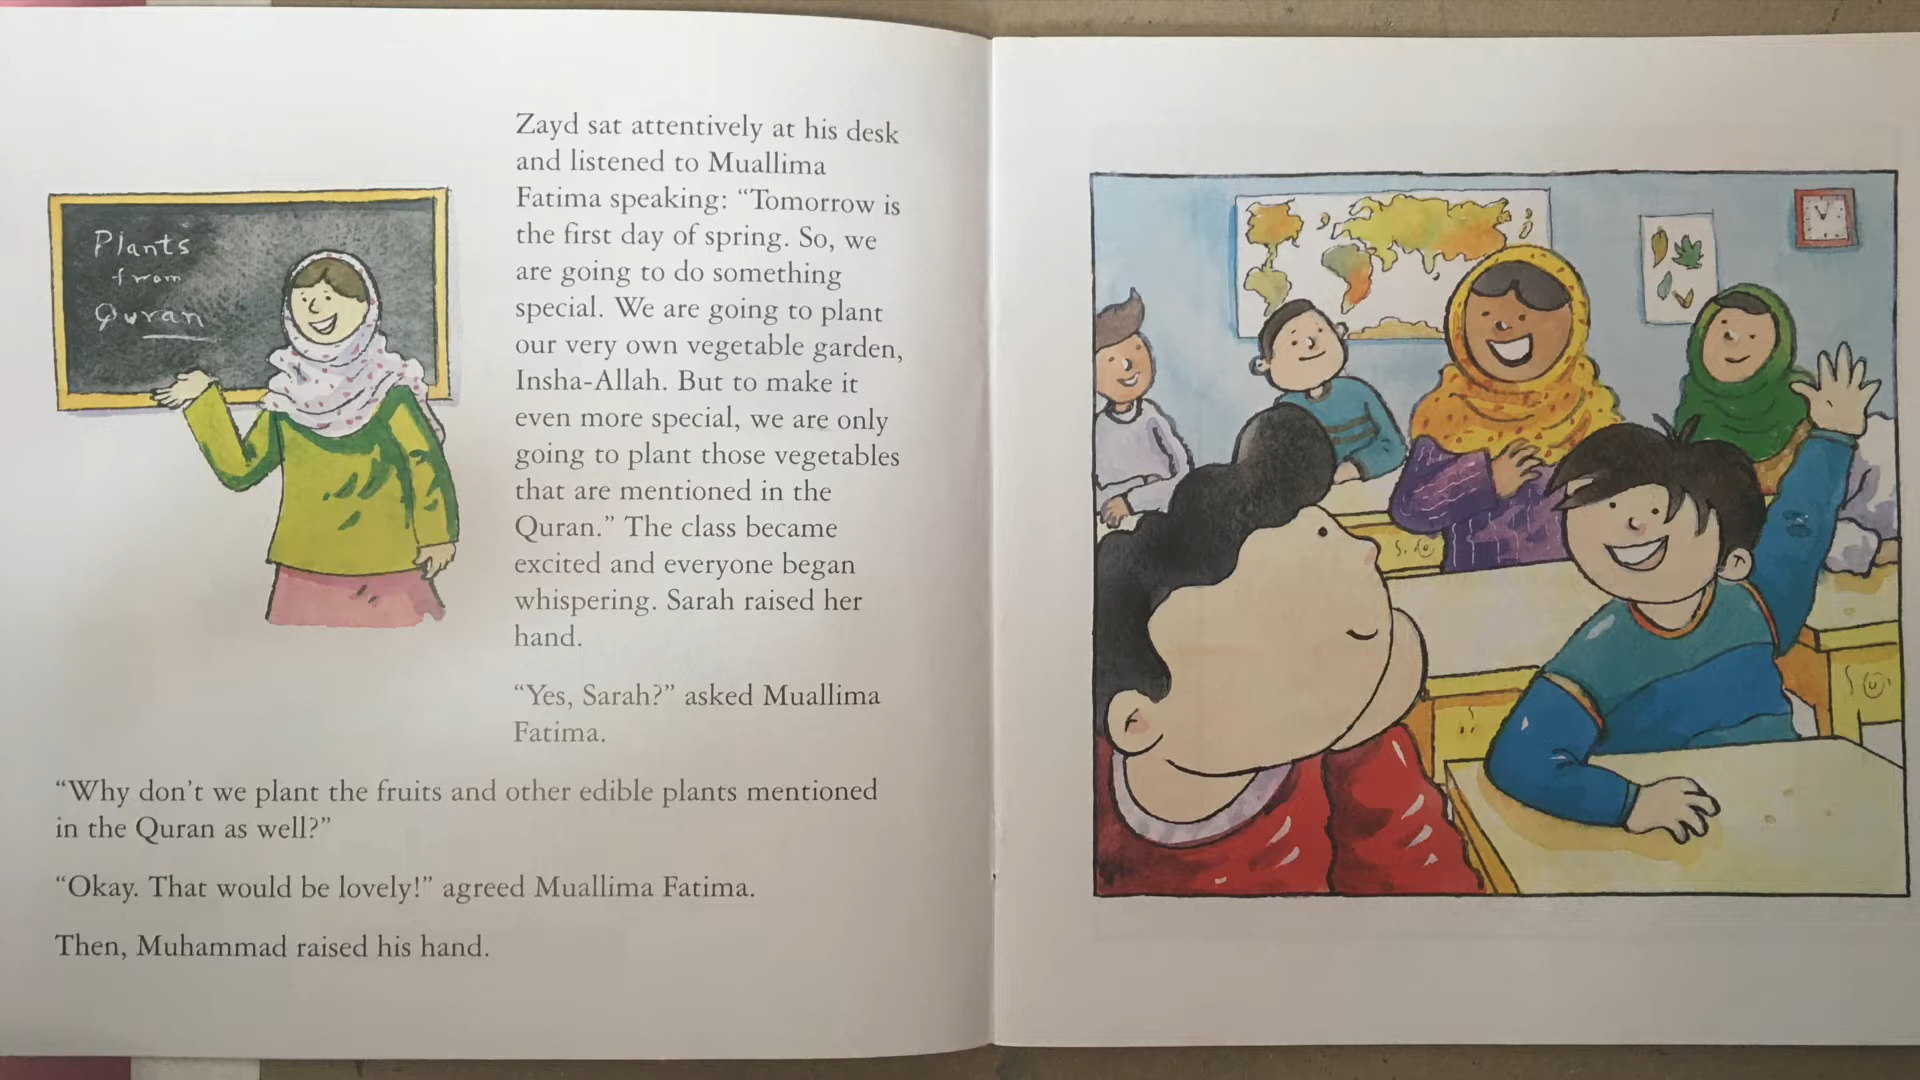 Plants
from
Quran
Zayd sat attentively at his desk
and listened to Muallima
Fatima speaking: “Tomorrow is
the first day of spring. So, we
are going to do something
special. We are going to plant
our very own vegetable garden,
Insha-Allah. But to make it
even more special, we are only
going to plant those vegetables
that are mentioned in the
Quran.” The class became
excited and everyone began
whispering. Sarah raised her
hand.
“Yes, Sarah?” asked Muallima
Fatima.
“Why don’t we plant the fruits and other edible plants mentioned
in the Quran as well?”
“Okay. That would be lovely!” agreed Muallima Fatima.
Then, Muhammad raised his hand.